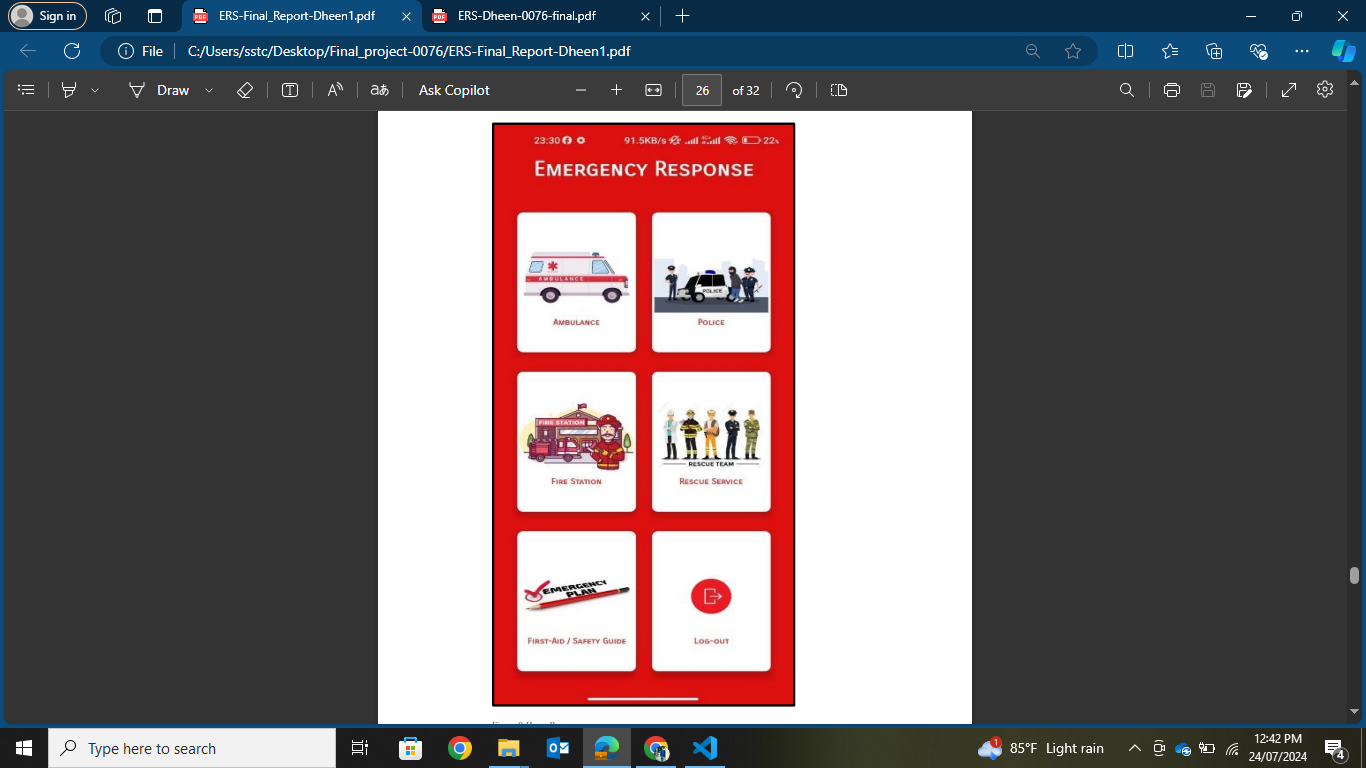 Sign in
ERS-Final_Report-Dheen1.pdf
ERS-Dheen-0076-final.pdf
File
C:/Users/sstc/Desktop/Final_project-0076/ERS-Final_Report-Dheen1.pdf
Draw
Ask Copilot
26 of 32
23:30 91.5KB/s 22%
EMERGENCY RESPONSE
AMBULANCE
POLICE
AMBULANCE
POLICE
FIRE STATION
RESCUE TEAM
FIRE STATION
RESCUE SERVICE
EMERGENCY
PLAN
FIRST-AID / SAFETY GUIDE
LOG-OUT
Type here to search
1
85°F Light rain
12:42 PM
24/07/2024
4